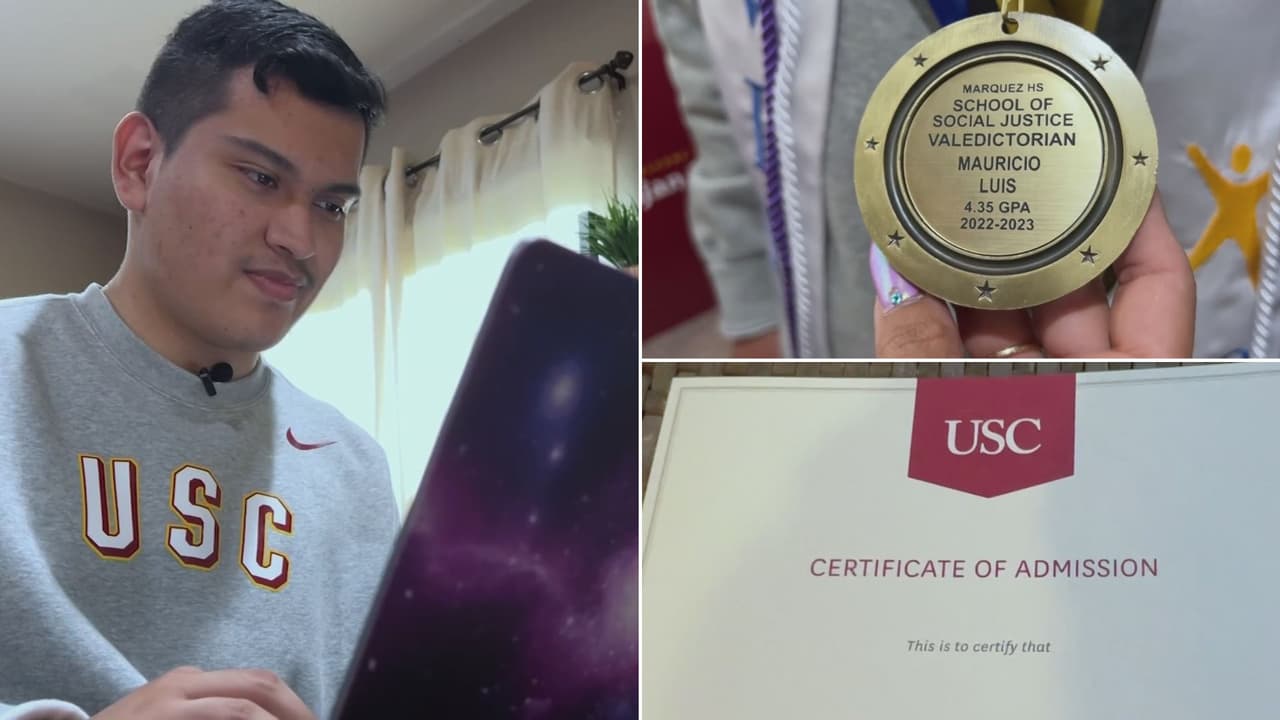 USC
MARQUEZ HS
SCHOOL OF
SOCIAL JUSTICE
VALEDICTORIAN
MAURICIO
LUIS
4.35 GPA
2022-2023
USC
CERTIFICATE OF ADMISSION
This is to certify that